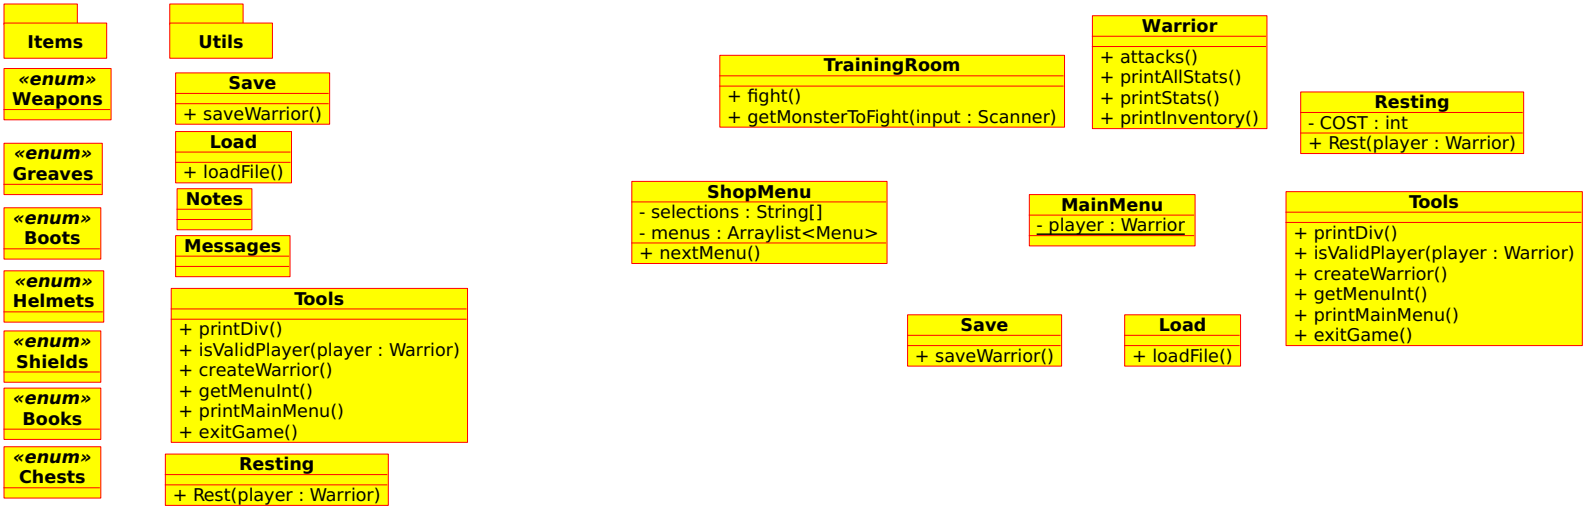 Items
«enum»
Weapons
«enum»
Greaves
«enum»
Boots
«enum»
Helmets
«enum»
Shields
«enum»
Books
«enum»
Chests
Utils
Save
+ saveWarrior()
Load
+ loadFile()
Notes
Messages
Tools
+ printDiv()
+ isValidPlayer(player : Warrior)
+ createWarrior()
+ getMenuInt()
+ printMainMenu()
+ exitGame()
Resting
+ Rest(player : Warrior)
TrainingRoom
+ fight()
+ getMonsterToFight(input : Scanner)
Warrior
+ attacks()
+ printAllStats()
+ printStats()
+ printInventory()
Resting
- COST : int
+ Rest(player : Warrior)
ShopMenu
- selections : String[]
- menus : Arraylist<Menu>
+ nextMenu()
MainMenu
- player : Warrior
Tools
+ printDiv()
+ isValidPlayer(player : Warrior)
+ createWarrior()
+ getMenuInt()
+ printMainMenu()
+ exitGame()
Save
+ saveWarrior()
Load
+ loadFile()